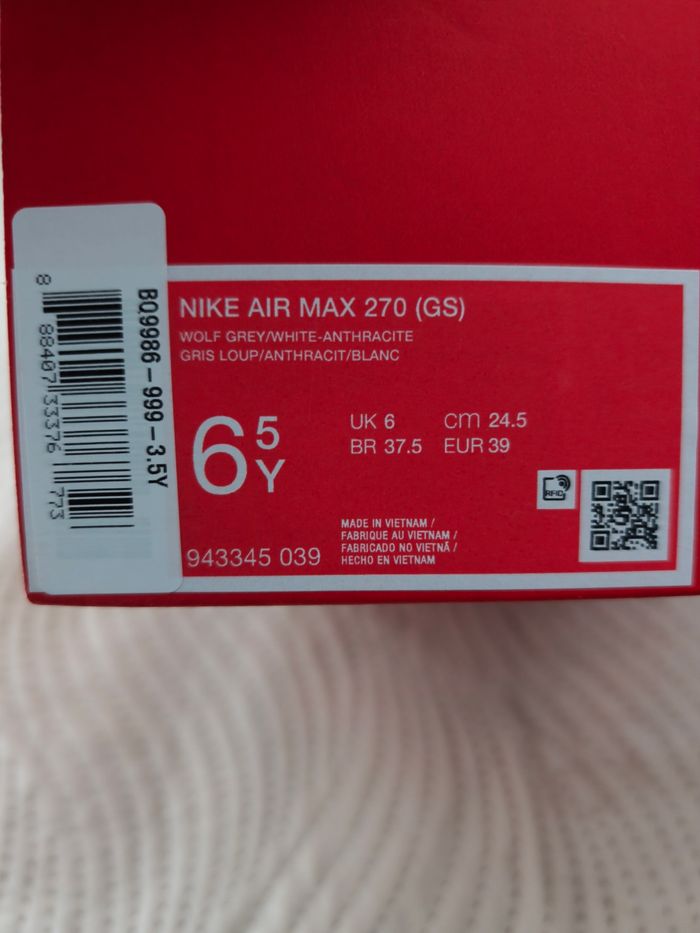 8 88407 33376 773
BQ9986 – 999 – 3.5Y
NIKE AIR MAX 270 (GS)
WOLF GREY/WHITE-ANTHRACITE
GRIS LOUP/ANTHRACIT/BLANC
6 5 Y
UK 6 cm 24.5
BR 37.5 EUR 39
RFID
943345 039
MADE IN VIETNAM /
FABRIQUE AU VIETNAM /
FABRICADO NO VIETNÃ /
HECHO EN VIETNAM